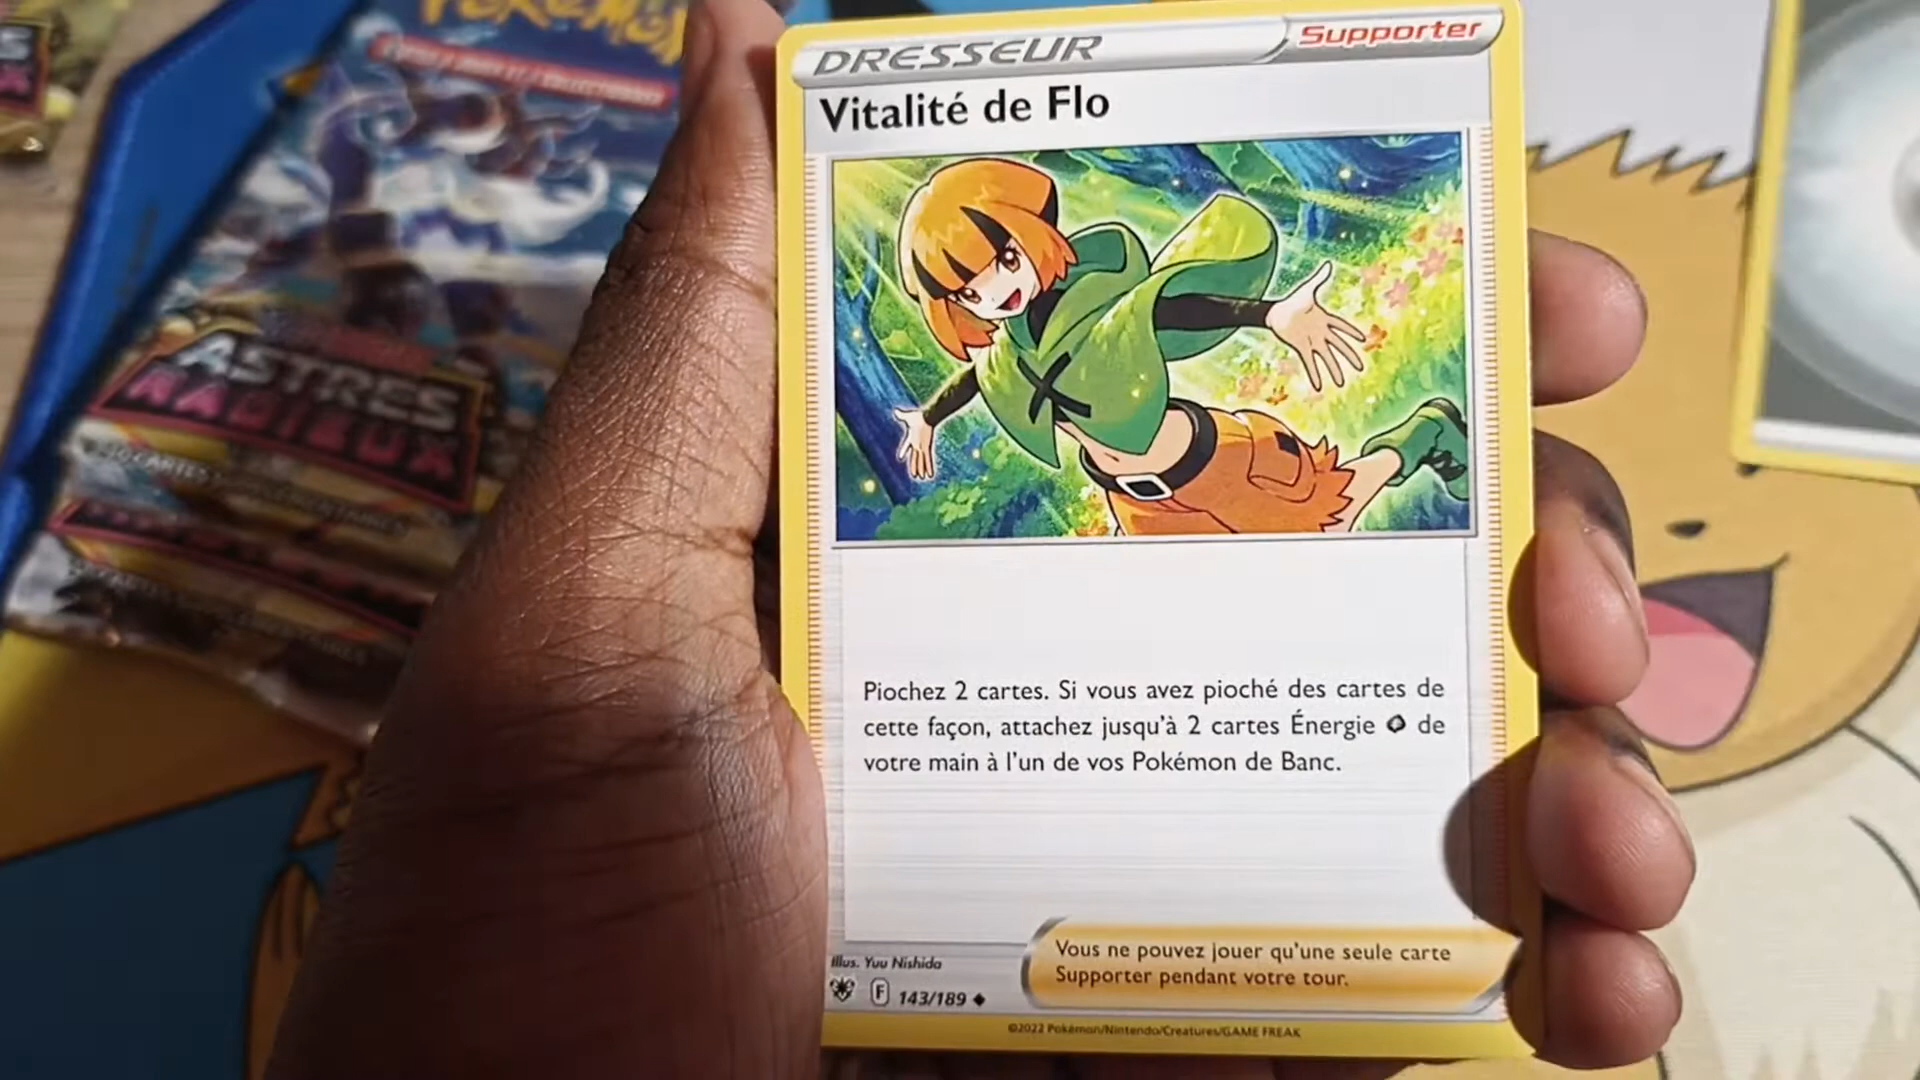 POKÉMON
ASTRES
RADIEUX
DRESSEUR
Supporter
Vitalité de Flo
Piochez 2 cartes. Si vous avez pioché des cartes de
cette façon, attachez jusqu'à 2 cartes Énergie de
votre main à l'un de vos Pokémon de Banc.
Vous ne pouvez jouer qu'une seule carte
Supporter pendant votre tour.
Illus. Yuu Nishida
F 143/189
©2022 Pokémon/Nintendo/Creatures/GAME FREAK